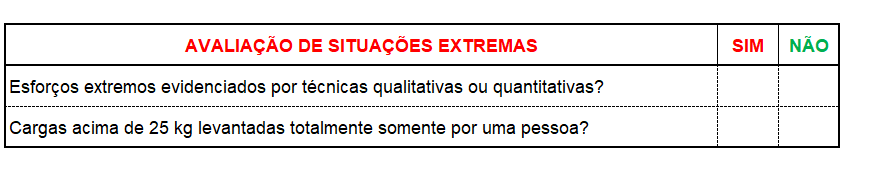 AVALIAÇÃO DE SITUAÇÕES EXTREMAS SIM NÃO
Esforços extremos evidenciados por técnicas qualitativas ou quantitativas?
Cargas acima de 25 kg levantadas totalmente somente por uma pessoa?